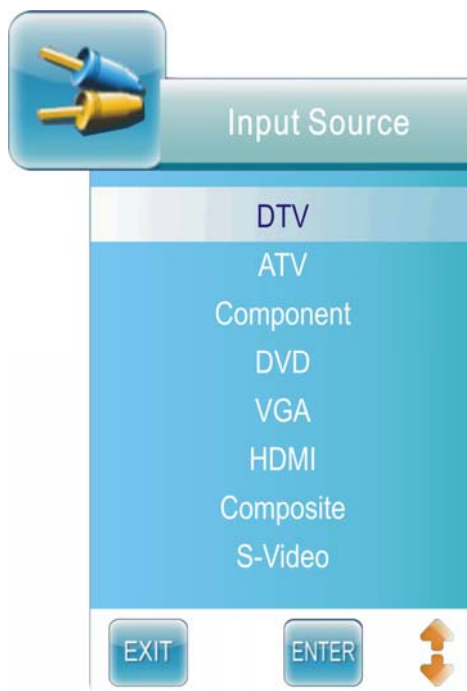 Input Source
DTV
ATV
Component
DVD
VGA
HDMI
Composite
S-Video
EXIT ENTER